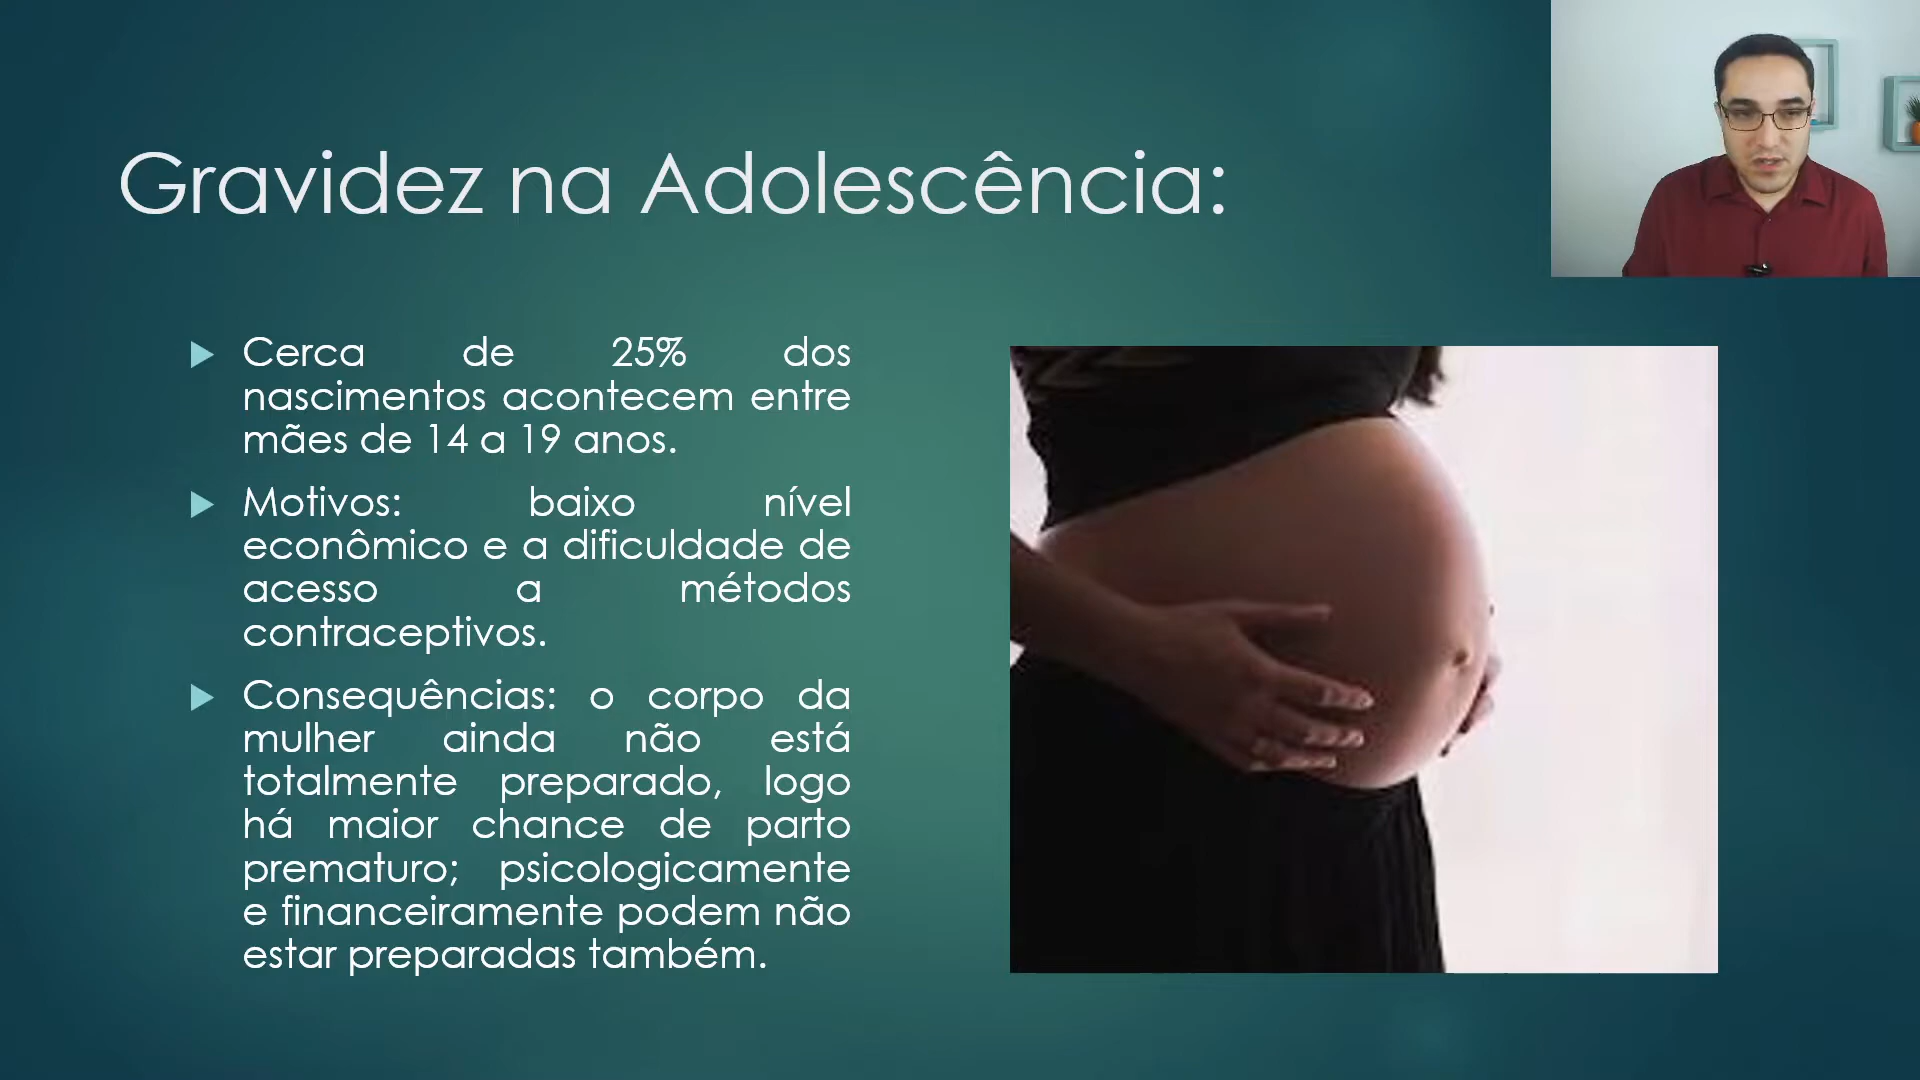 Gravidez na Adolescência:
Cerca de 25% dos
nascimentos acontecem entre
mães de 14 a 19 anos.
Motivos: baixo nível
econômico e a dificuldade de
acesso a métodos
contraceptivos.
Consequências: o corpo da
mulher ainda não está
totalmente preparado, logo
há maior chance de parto
prematuro; psicologicamente
e financeiramente podem não
estar preparadas também.